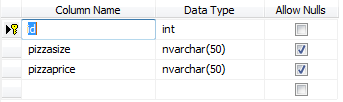 Column Name Data Type Allow Nulls
id int
pizzasize nvarchar(50)
pizzaprice nvarchar(50)